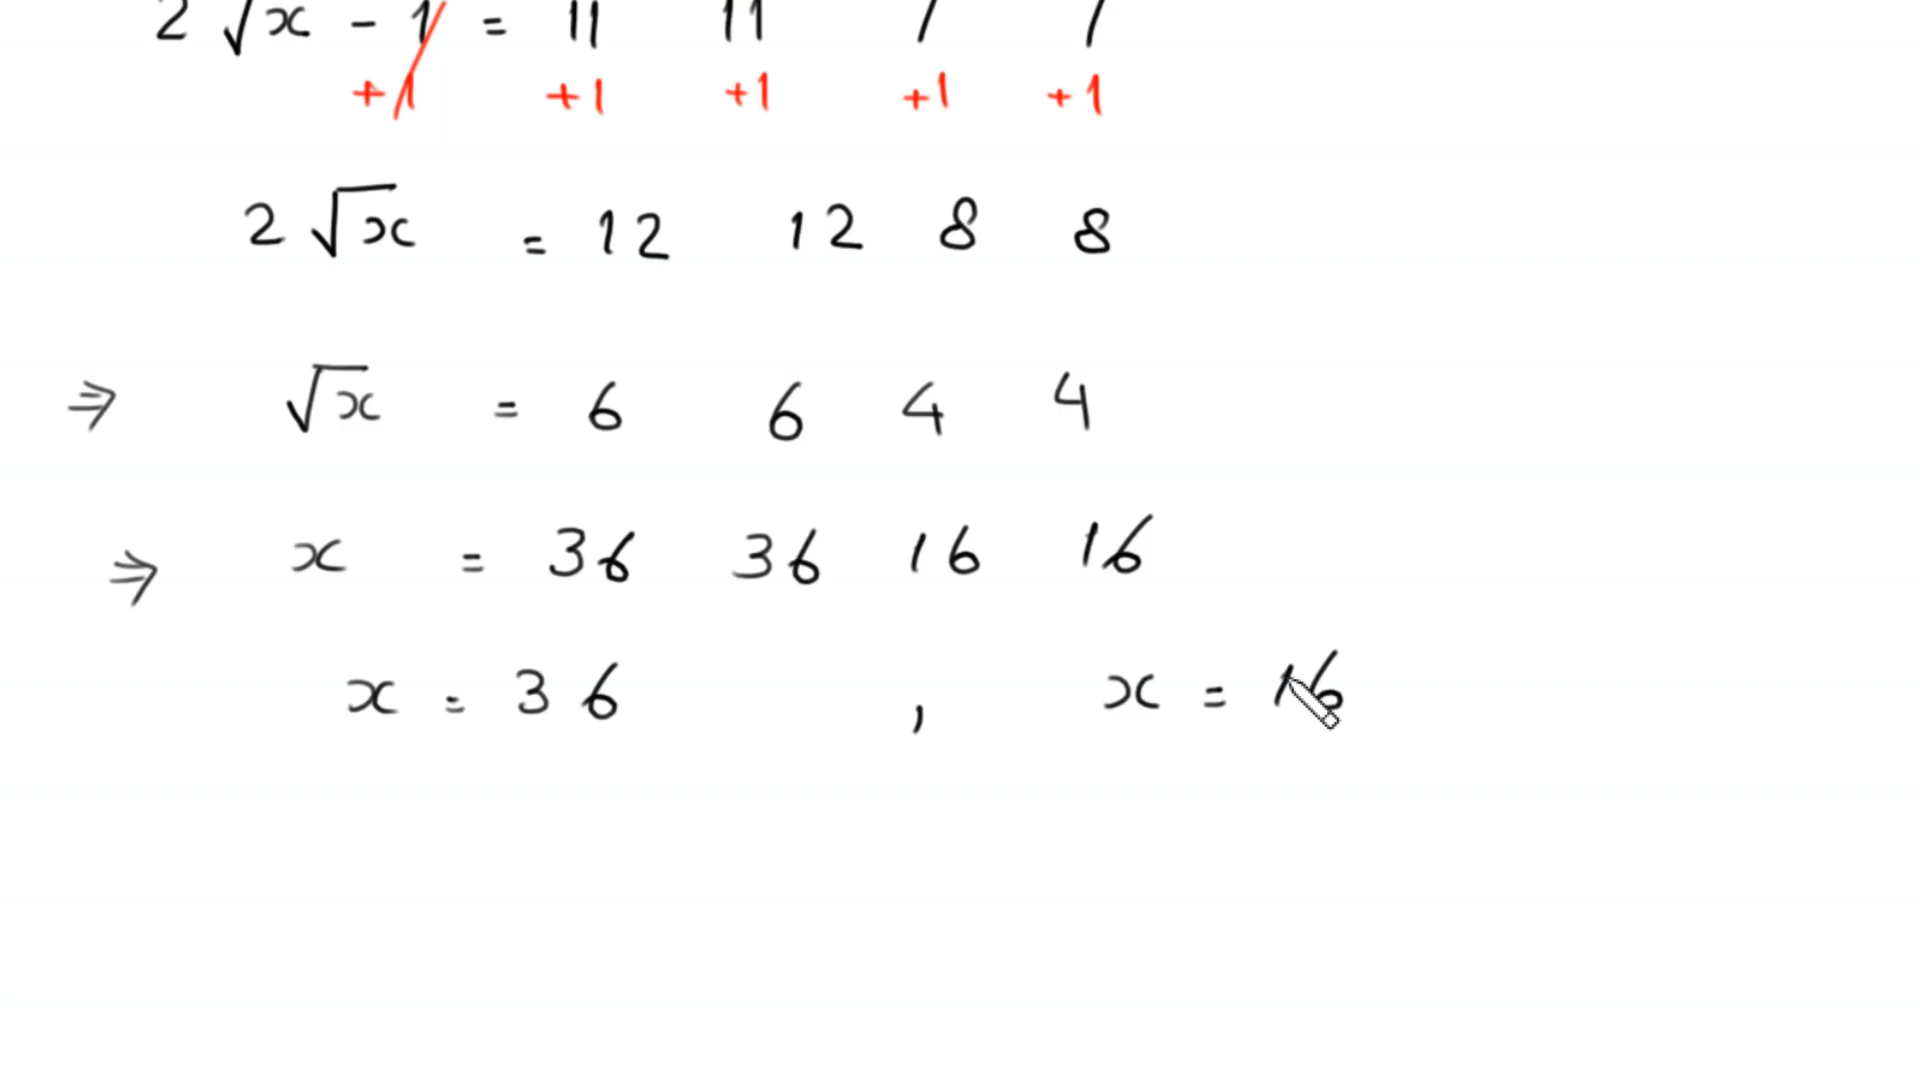 2 √x - 1 = 11 11 7 7
+1 +1 +1 +1 +1
2 √x = 12 12 8 8
⇒ √x = 6 6 4 4
⇒ x = 36 36 16 16
x = 36 , x = 16